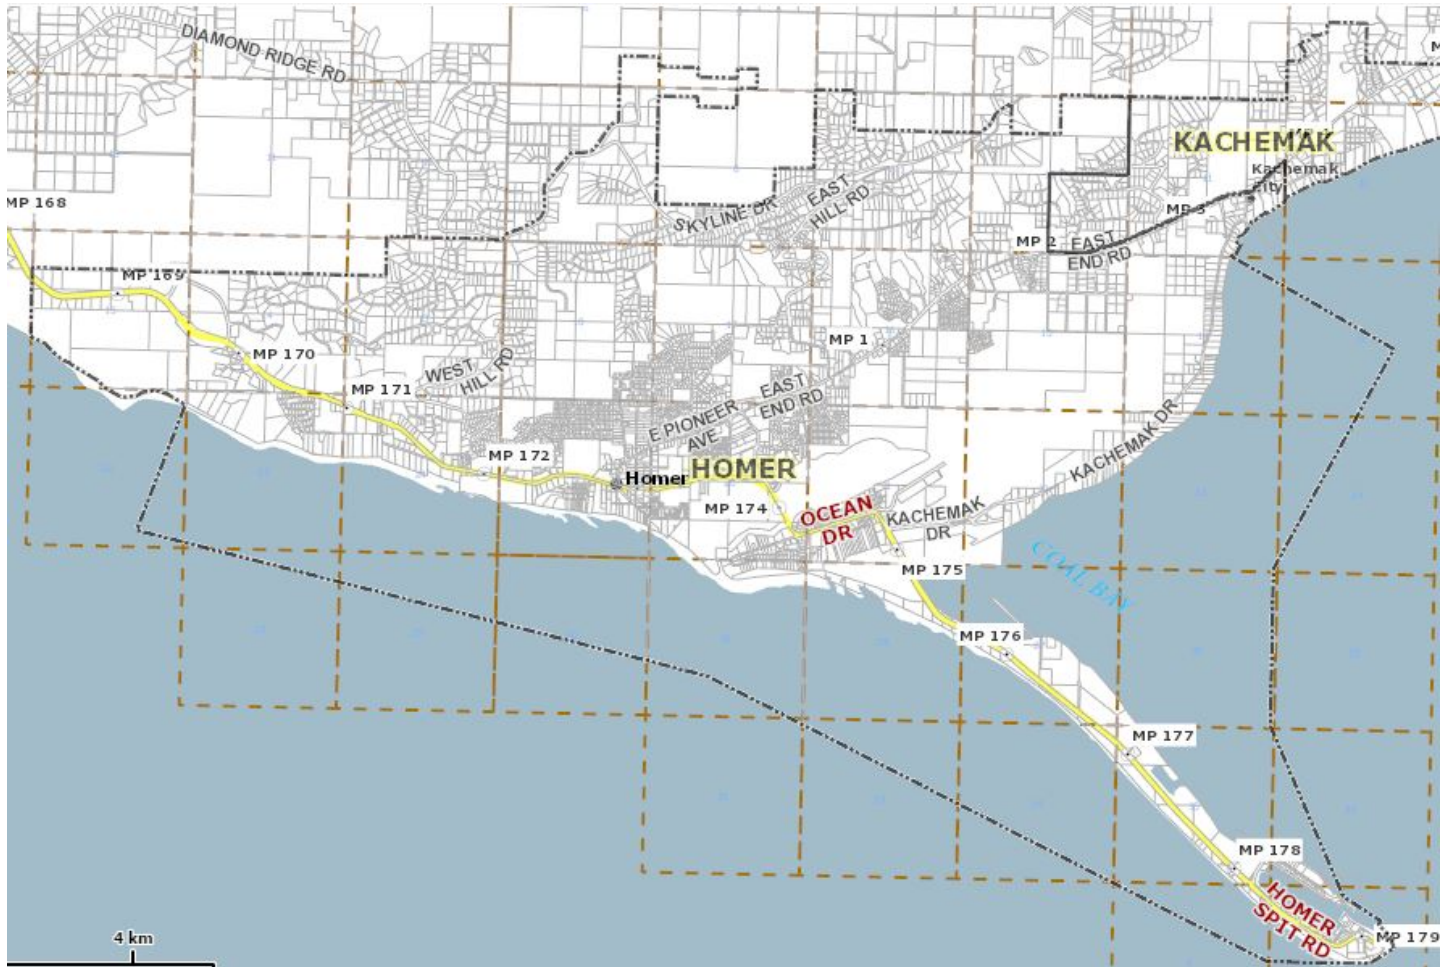 DIAMOND RIDGE RD
KACHEMAK
Kachemak
City
MP 168
SKYLINE DR
EAST
HILL RD
MP 3
MP 2
EAST
END RD
MP 169
MP 170
MP 1
MP 171
WEST
HILL RD
EAST
END RD
E PIONEER
AVE
KACHEMAK DR
MP 172
Homer
HOMER
MP 174
OCEAN
DR
KACHEMAK
DR
MP 175
COAL BAY
MP 176
MP 177
MP 178
HOMER
SPIT RD
MP 179
4 km